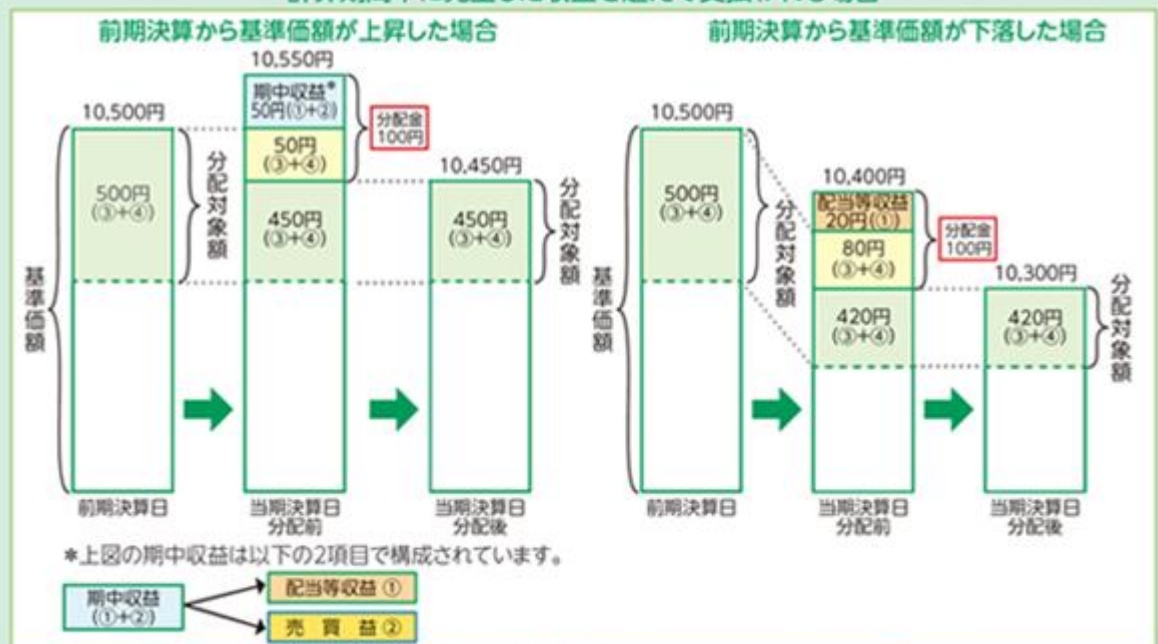 前期決算から基準価額が上昇した場合
10,500円
500円
(③+④)
分配対象額
基準価額
前期決算日
10,550円
期中収益*
50円(①+②)
50円
(③+④)
450円
(③+④)
分配金
100円
当期決算日
分配前
10,450円
450円
(③+④)
分配対象額
当期決算日
分配後
*上図の期中収益は以下の2項目で構成されています。
期中収益
(①+②)
配当等収益 ①
売 買 益 ②
前期決算から基準価額が下落した場合
10,500円
500円
(③+④)
分配対象額
基準価額
前期決算日
10,400円
配当等収益
20円(①)
80円
(③+④)
420円
(③+④)
分配金
100円
当期決算日
分配前
10,300円
420円
(③+④)
分配対象額
当期決算日
分配後